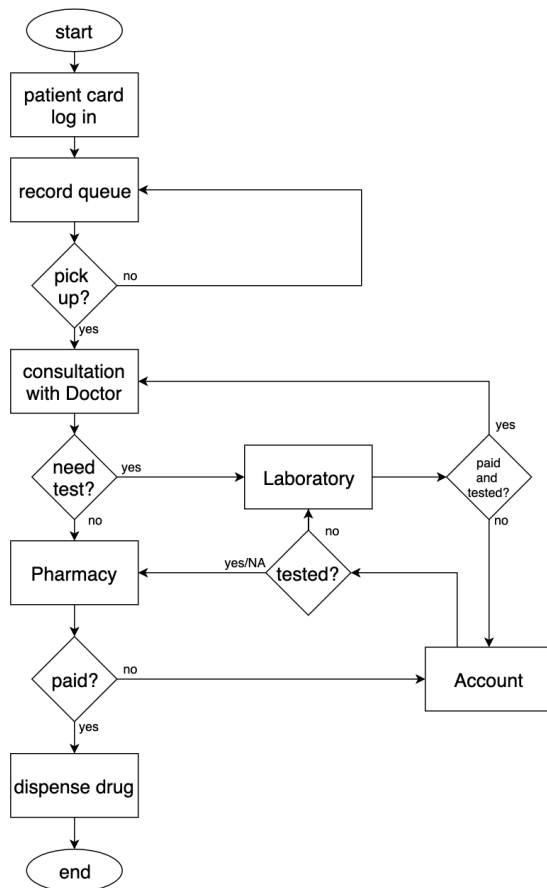 start
patient card
log in
record queue
pick
up?
no
yes
consultation
with Doctor
yes
need
test?
yes
Laboratory
paid
and
tested?
no
no
no
Pharmacy
yes/NA
tested?
paid?
no
Account
yes
dispense drug
end